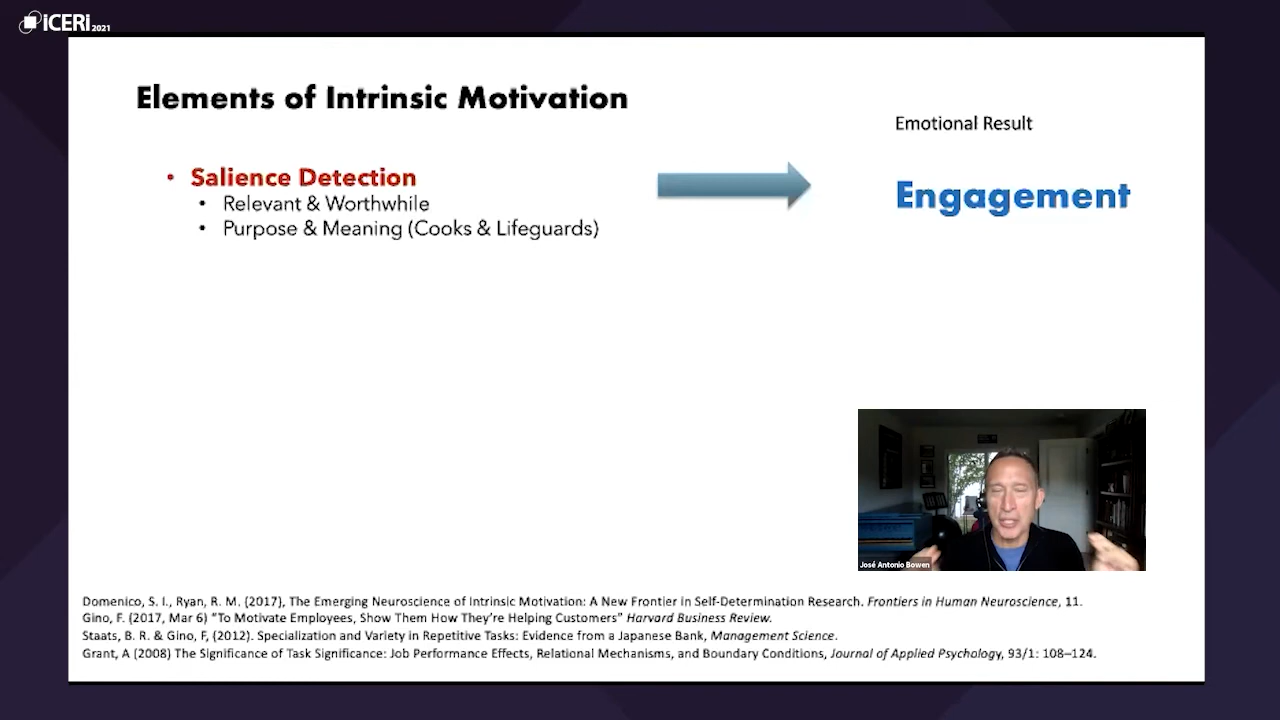 iCERi 2021
Elements of Intrinsic Motivation
Emotional Result
• Salience Detection
• Relevant & Worthwhile
• Purpose & Meaning (Cooks & Lifeguards)
Engagement
José Antonio Bowen
Domenico, S. I., Ryan, R. M. (2017), The Emerging Neuroscience of Intrinsic Motivation: A New Frontier in Self-Determination Research. Frontiers in Human Neuroscience, 11.
Gino, F. (2017, Mar 6) “To Motivate Employees, Show Them How They’re Helping Customers” Harvard Business Review.
Staats, B. R. & Gino, F, (2012). Specialization and Variety in Repetitive Tasks: Evidence from a Japanese Bank, Management Science.
Grant, A (2008) The Significance of Task Significance: Job Performance Effects, Relational Mechanisms, and Boundary Conditions, Journal of Applied Psychology, 93/1: 108–124.